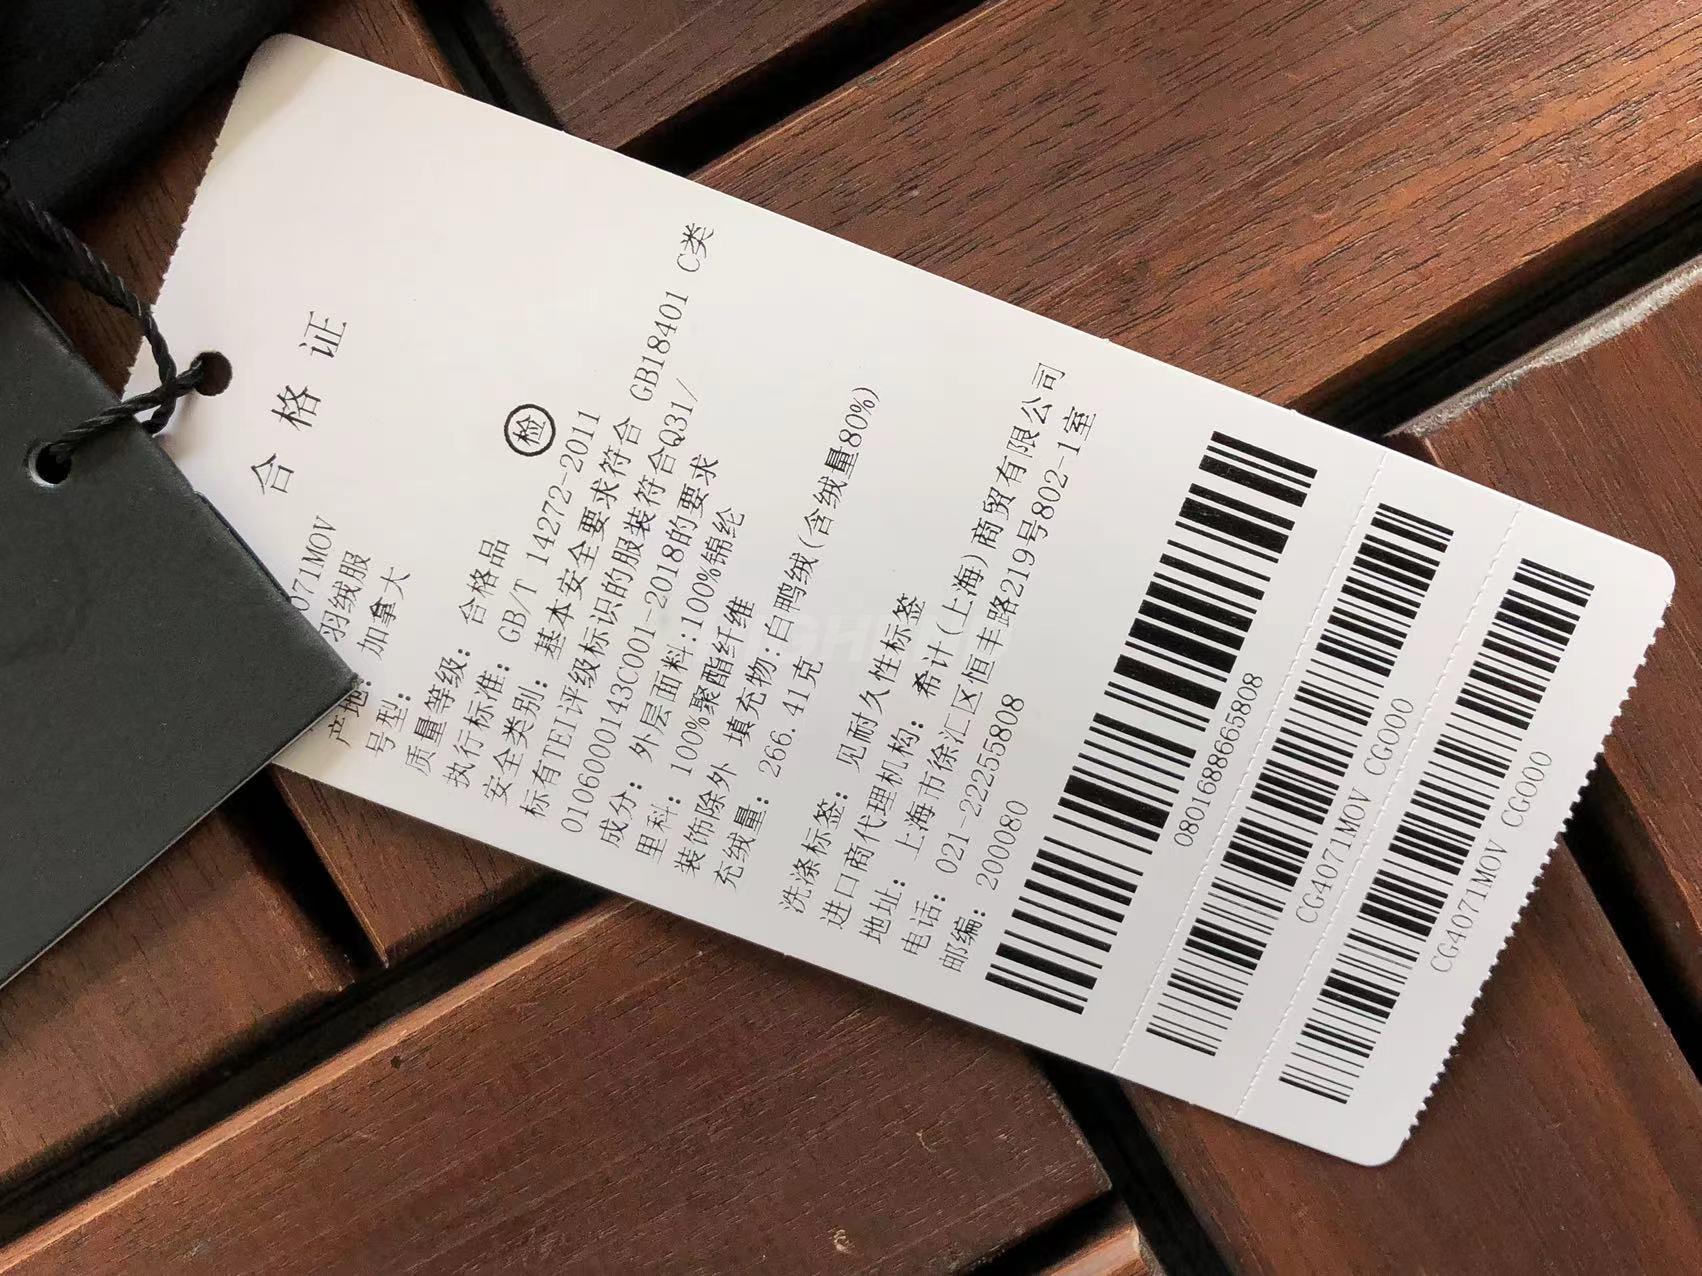 合格证
071MOV
羽绒服
产地: 加拿大
号型:
质量等级: 合格品
执行标准: GB/T 14272-2011
安全类别: 基本安全要求符合 GB18401 C类
标有TEI评级标识的服装符合Q31/
0106000143C001-2018的要求
成分: 外层面料:100%锦纶
里料: 100%聚酯纤维
装饰除外 填充物:白鸭绒(含绒量80%)
充绒量: 266.41克
洗涤标签: 见耐久性标签
进口商代理机构: 希计(上海)商贸有限公司
地址: 上海市徐汇区恒丰路219号802-1室
电话: 021-22255808
邮编: 200080
检
0801688665808
CG4071MOV CG000
CG4071MOV CG000